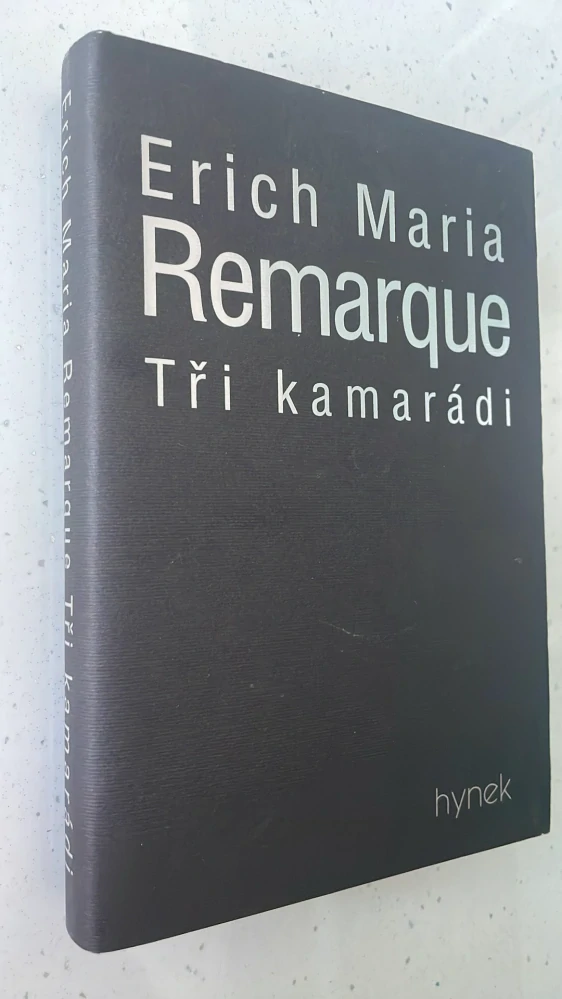 Erich Maria
Remarque
Tři kamarádi
hynek
Erich Maria Remarque Tři kamarádi